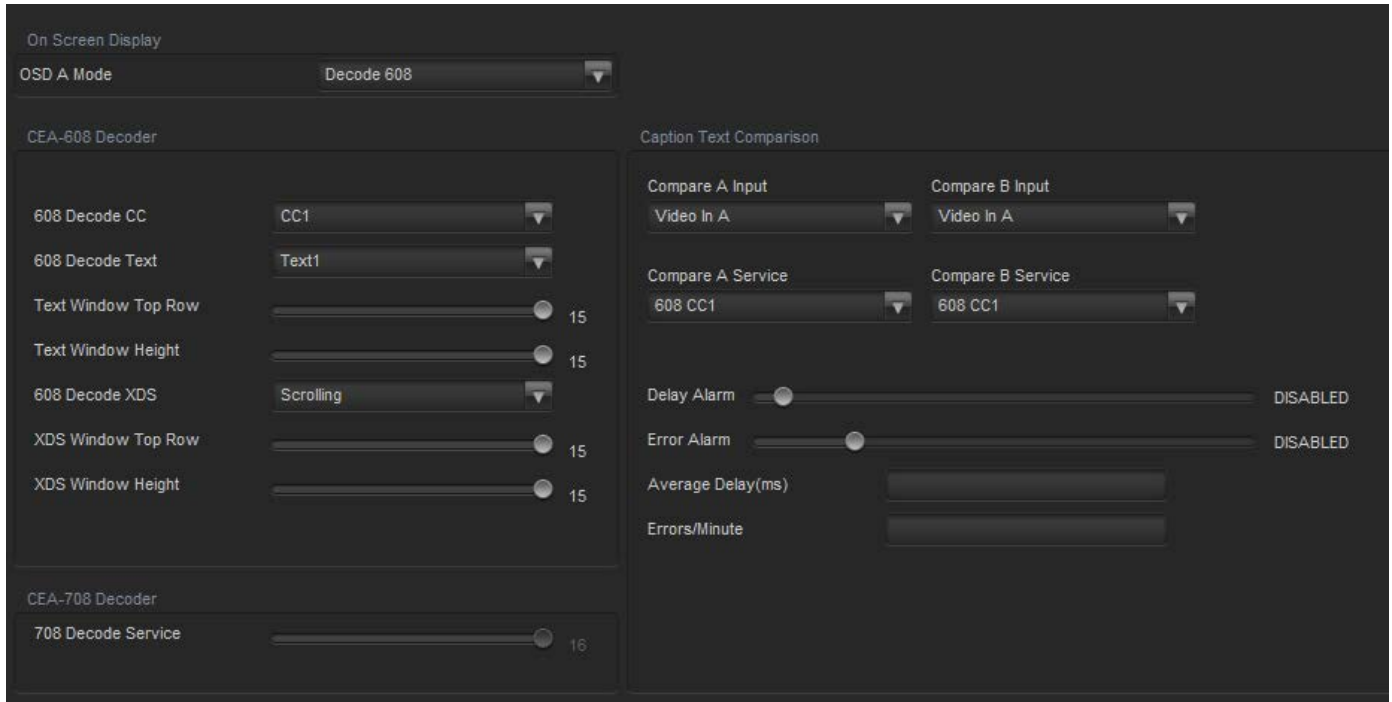 On Screen Display
OSD A Mode Decode 608
CEA-608 Decoder
608 Decode CC CC1
608 Decode Text Text1
Text Window Top Row 15
Text Window Height 15
608 Decode XDS Scrolling
XDS Window Top Row 15
XDS Window Height 15
CEA-708 Decoder
708 Decode Service 16
Caption Text Comparison
Compare A Input Compare B Input
Video In A Video In A
Compare A Service Compare B Service
608 CC1 608 CC1
Delay Alarm DISABLED
Error Alarm DISABLED
Average Delay(ms)
Errors/Minute